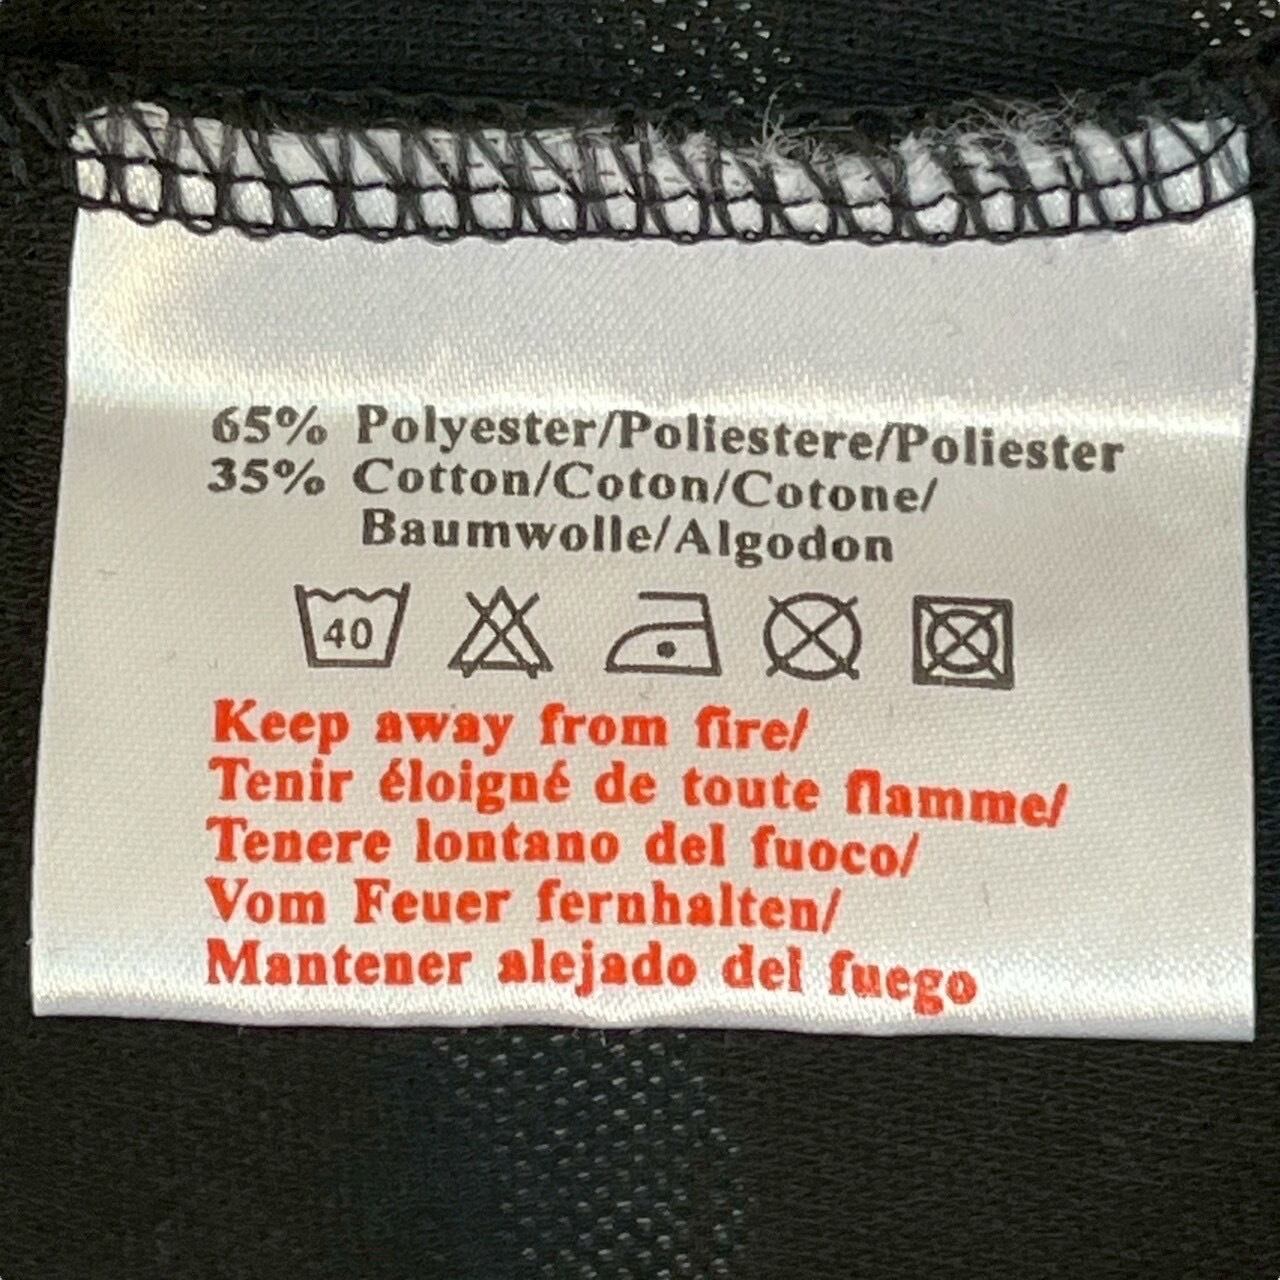 65% Polyester/Poliestere/Poliester
35% Cotton/Coton/Cotone/
Baumwolle/Algodon
40
Keep away from fire/
Tenir éloigné de toute flamme/
Tenere lontano del fuoco/
Vom Feuer fernhalten/
Mantener alejado del fuego